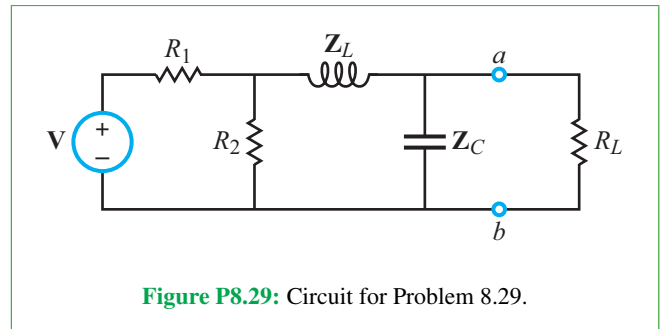 R1
ZL
a
V
+
−
R2
ZC
RL
b
Figure P8.29: Circuit for Problem 8.29.